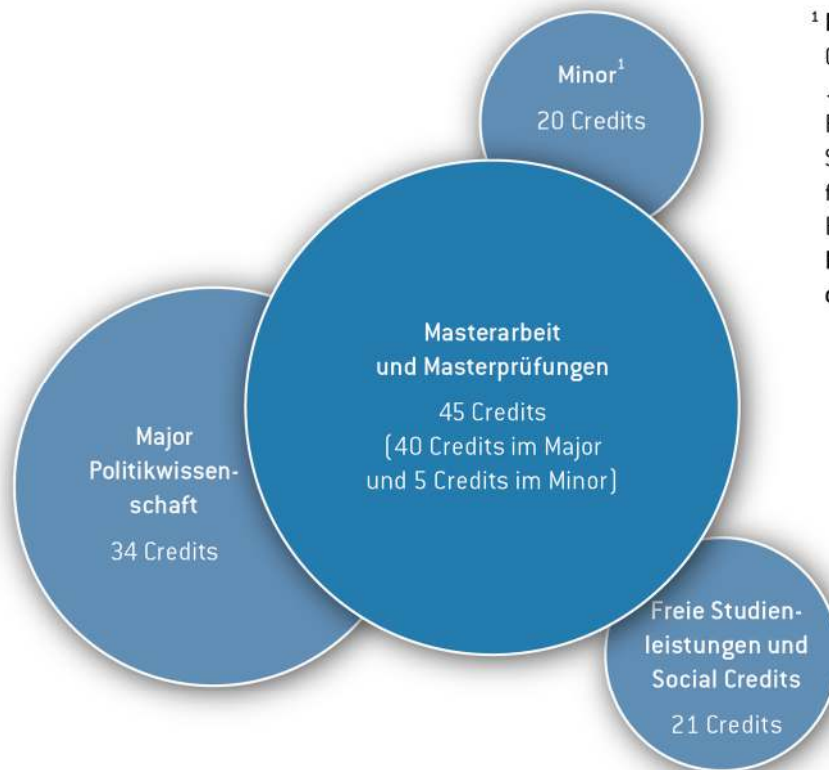 Minor¹
20 Credits
Masterarbeit
und Masterprüfungen
45 Credits
(40 Credits im Major
und 5 Credits im Minor)
Major
Politikwissen-
schaft
34 Credits
Freie Studien-
leistungen und
Social Credits
21 Credits
1